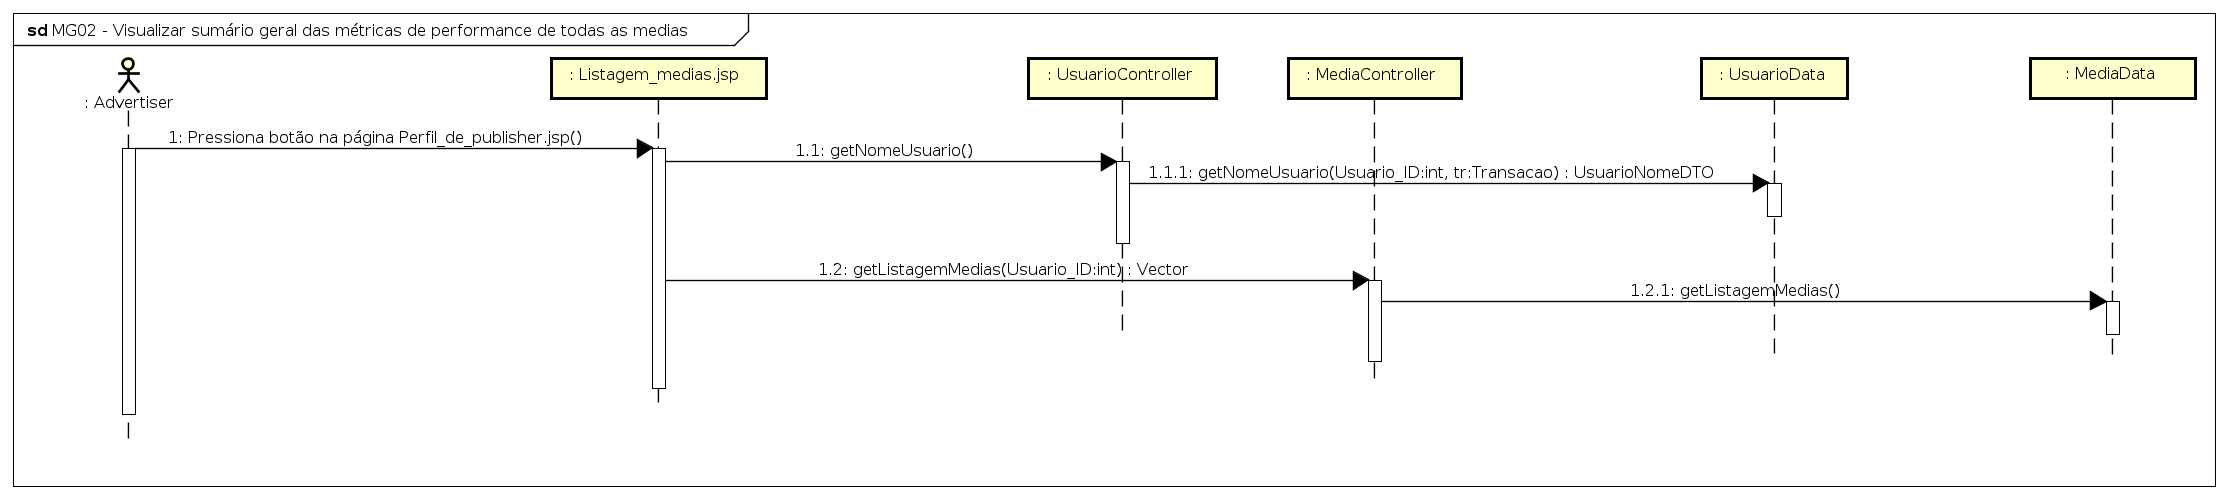 sd MG02 - Visualizar sumário geral das métricas de performance de todas as medias
: Advertiser
: Listagem_medias.jsp
: UsuarioController
: MediaController
: UsuarioData
: MediaData
1: Pressiona botão na página Perfil_de_publisher.jsp()
1.1: getNomeUsuario()
1.1.1: getNomeUsuario(Usuario_ID:int, tr:Transacao) : UsuarioNomeDTO
1.2: getListagemMedias(Usuario_ID:int) : Vector
1.2.1: getListagemMedias()